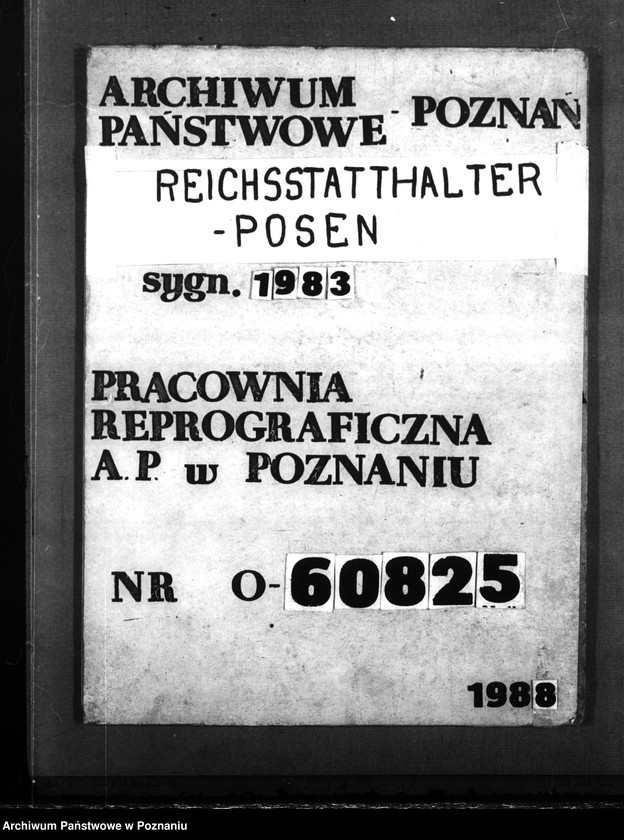 ARCHIWUM
PAŃSTWOWE - POZNAŃ
REICHSSTATTHALTER
-POSEN
sygn. 1983
PRACOWNIA
REPROGRAFICZNA
A.P. w POZNANIU
NR O-60825
1988
Archiwum Państwowe w Poznaniu